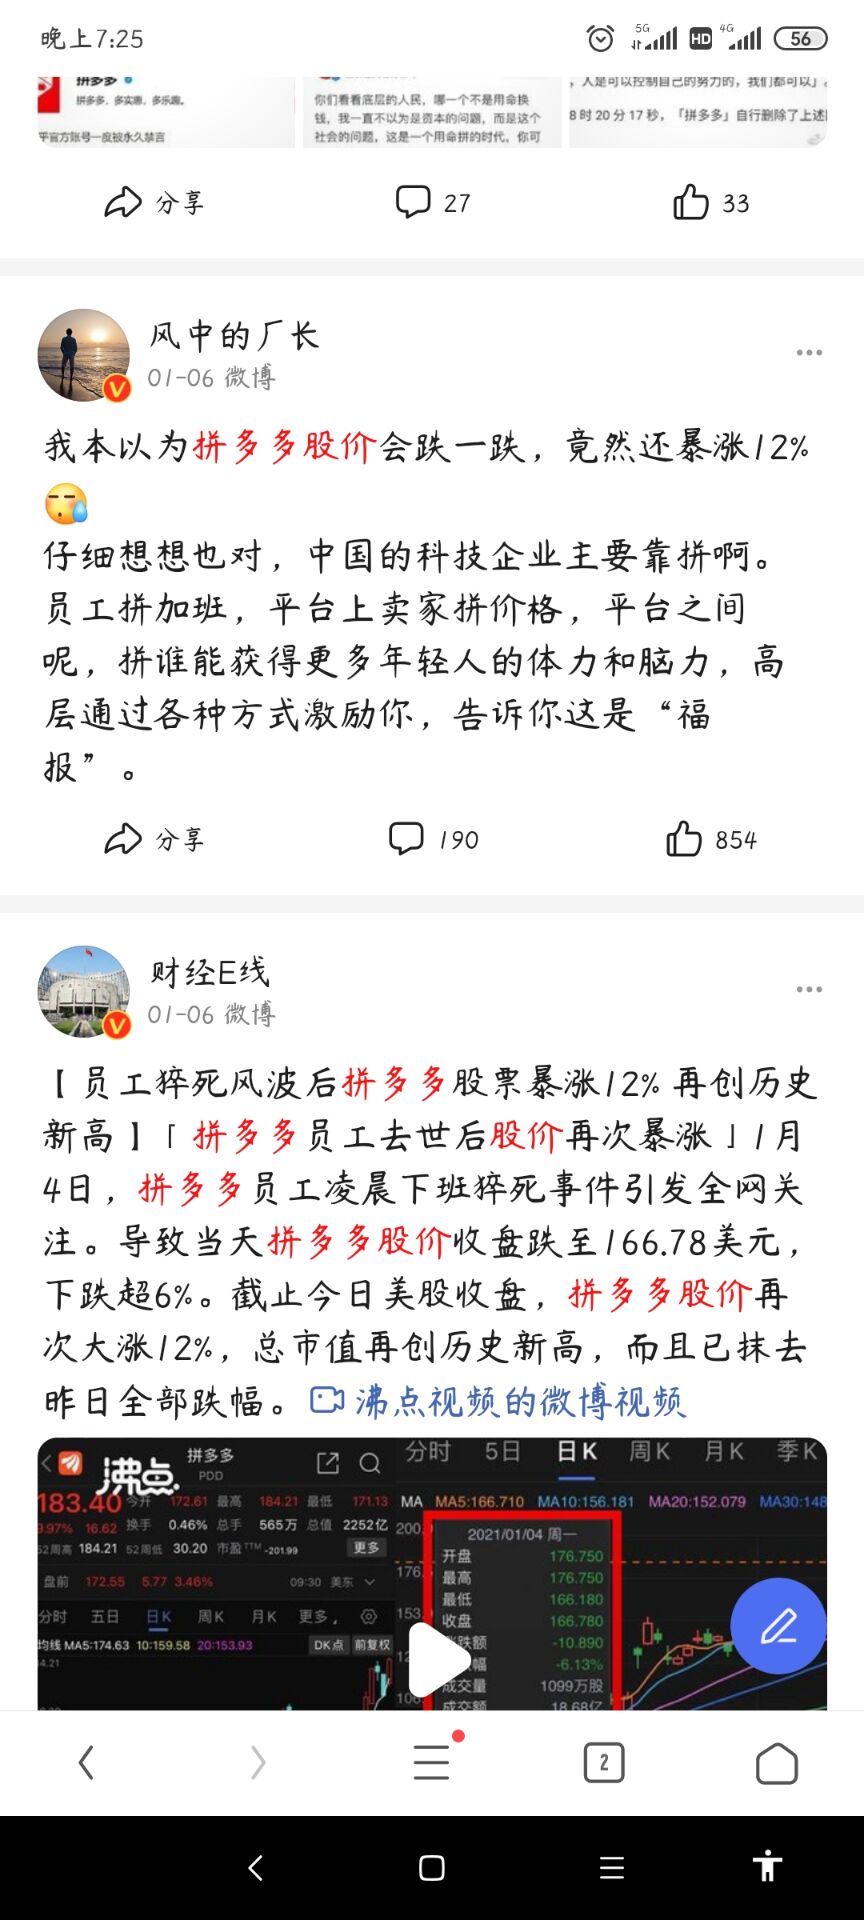 晚上7:25
5G
HD
4G
56
拼多多
拼多多，多实惠，多乐趣。
平官方账号一度被永久禁言
你们看看底层的人民，哪一个不是用命换
钱，我一直不以为是资本的问题，而是这个
社会的问题，这是一个用命拼的时代，你可
，人是可以控制自己的努力的，我们都可以」。
8时20分17秒，「拼多多」自行删除了上述
分享
27
33
风中的厂长
01-06 微博
我本以为拼多多股价会跌一跌，竟然还暴涨12%
仔细想想也对，中国的科技企业主要靠拼啊。
员工拼加班，平台上卖家拼价格，平台之间
呢，拼谁能获得更多年轻人的体力和脑力，高
层通过各种方式激励你，告诉你这是“福
报”。
分享
190
854
财经E线
01-06 微博
【员工猝死风波后拼多多股票暴涨12% 再创历史
新高】「拼多多员工去世后股价再次暴涨」1月
4日，拼多多员工凌晨下班猝死事件引发全网关
注。导致当天拼多多股价收盘跌至166.78美元，
下跌超6%。截止今日美股收盘，拼多多股价再
次大涨12%，总市值再创历史新高，而且已抹去
昨日全部跌幅。沸点视频的微博视频
沸点
拼多多
PDD
183.40 今开 172.61 最高 184.21 最低 171.13
9.97% 16.62 换手 0.46% 总手 565万 总值 2252亿
52周高 184.21 52周低 30.20 市盈TTM -201.99 更多
盘前 172.55 5.77 3.46% 09:30 美东
分时 五日 日K 周K 月K 更多
均线 MA5:174.63 10:159.58 20:153.93 DK点 前复权
4.21
分时 5日 日K 周K 月K 季K
MA MA5:166.710 MA10:156.181 MA20:152.079 MA30:148
200.
176.
153.
2021/01/04 周一
开盘 176.750
最高 176.750
最低 166.180
收盘 166.780
涨跌额 -10.890
幅 -6.13%
成交量 1099万股
成交额 18.68亿
2